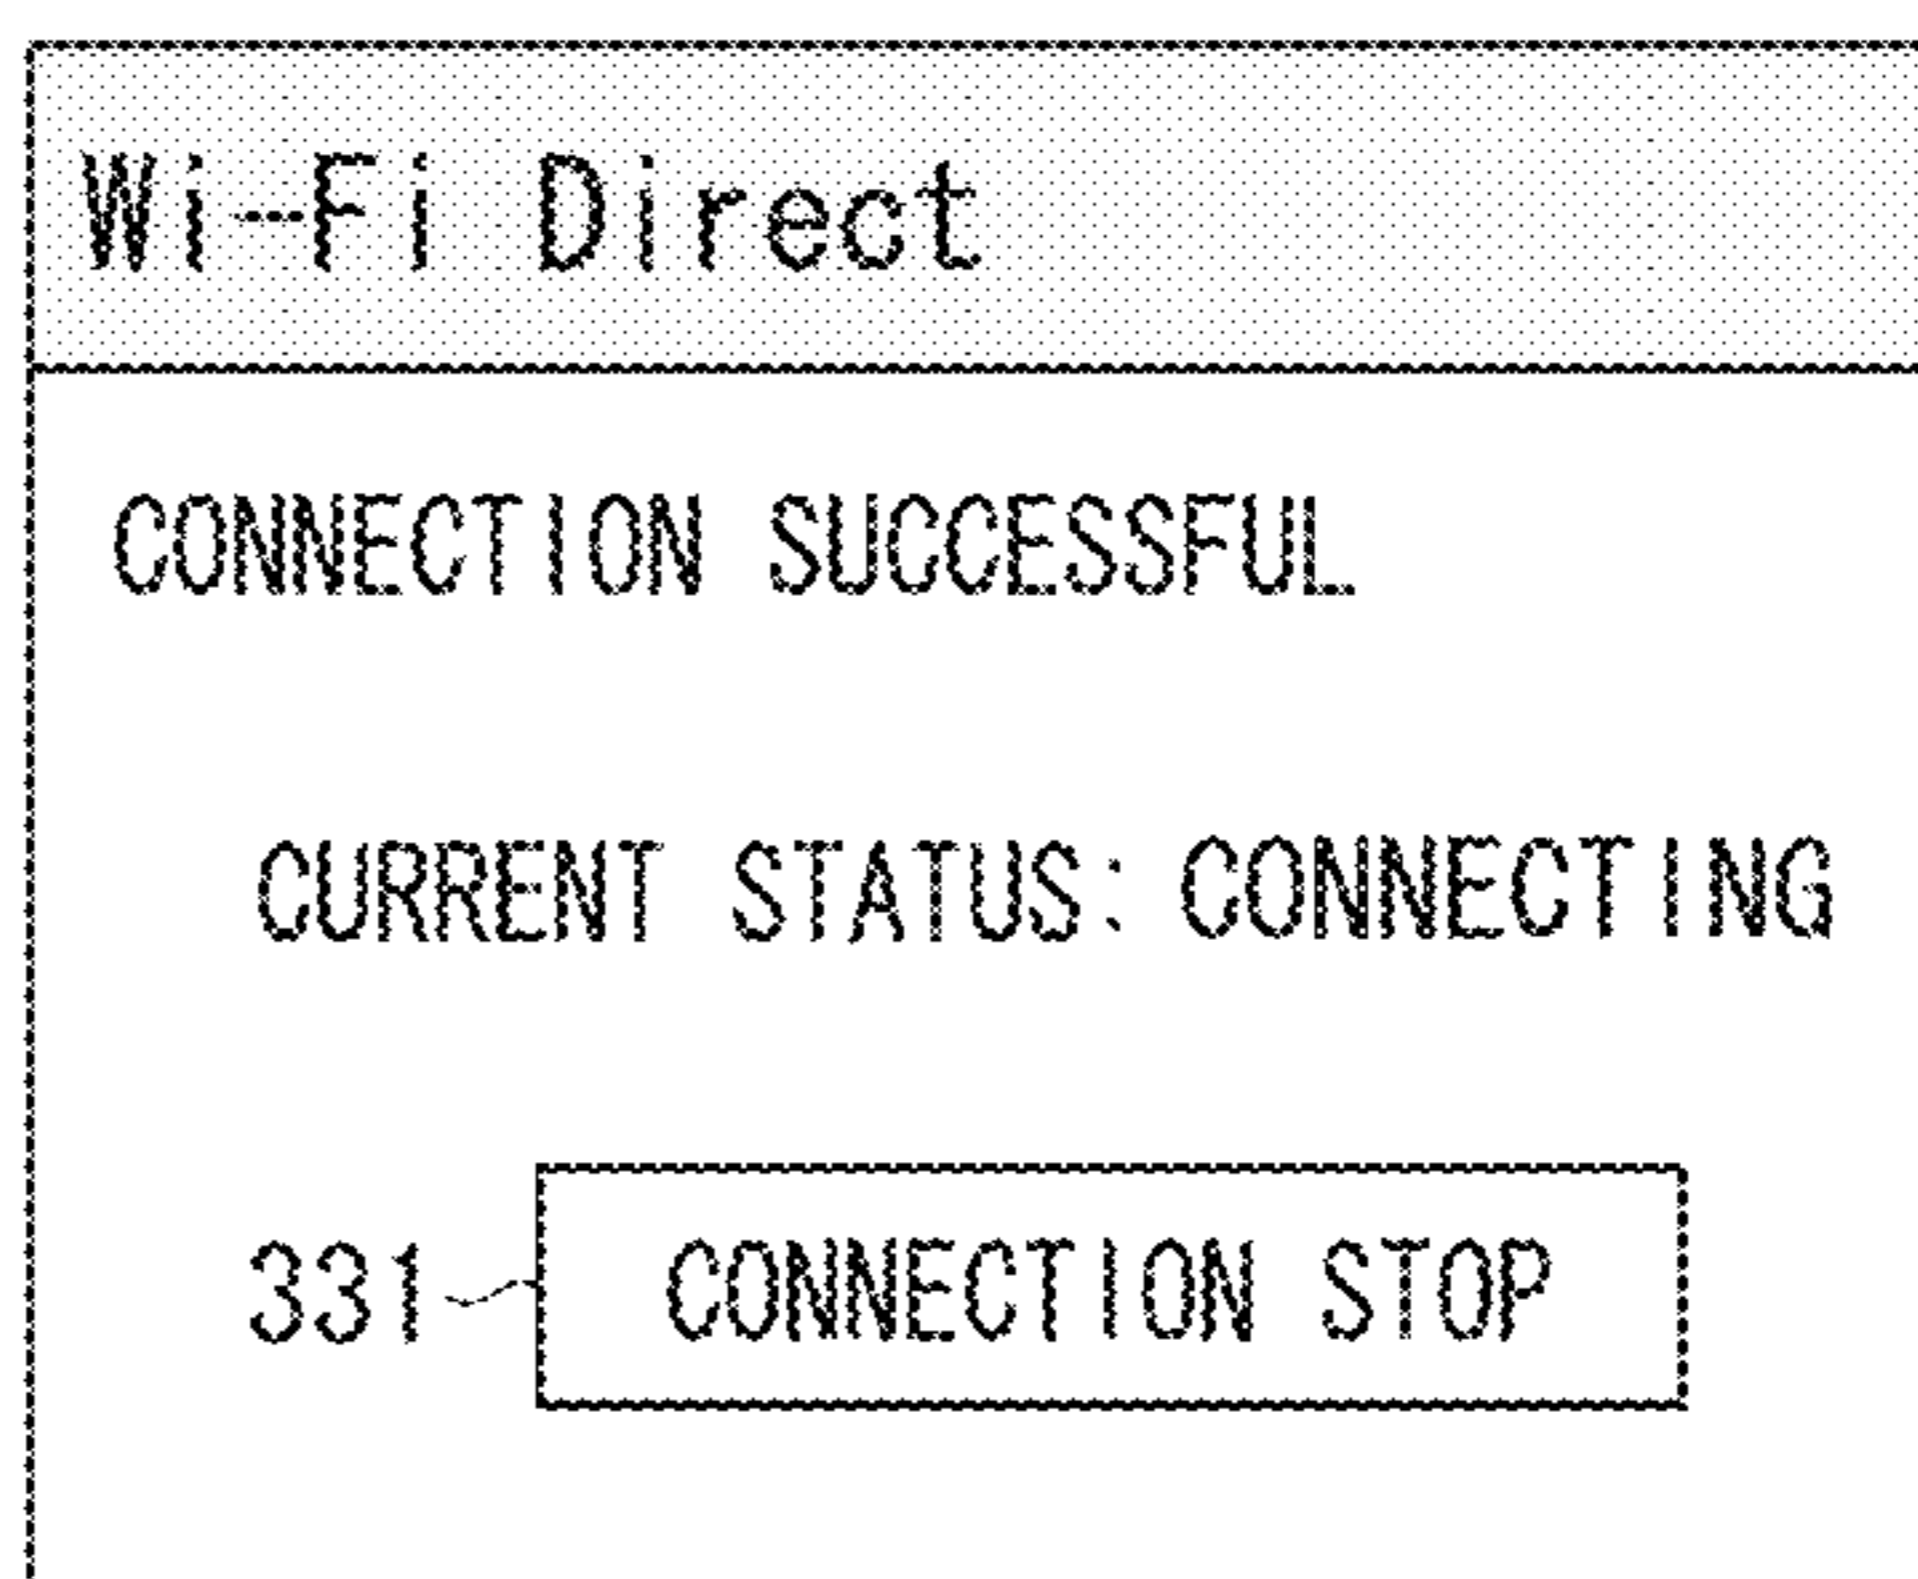 Wi-Fi Direct
CONNECTION SUCCESSFUL
CURRENT STATUS: CONNECTING
331 CONNECTION STOP